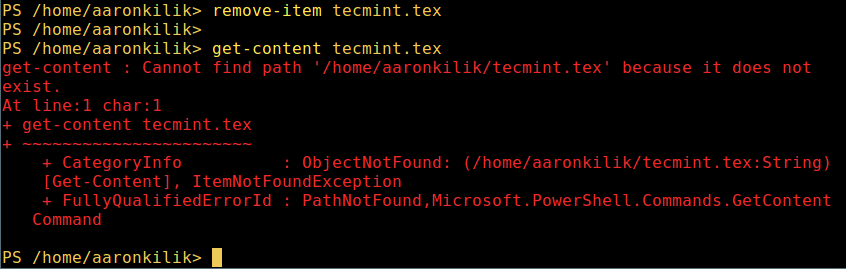 PS /home/aaronkilik> remove-item tecmint.tex
PS /home/aaronkilik>
PS /home/aaronkilik> get-content tecmint.tex
get-content : Cannot find path '/home/aaronkilik/tecmint.tex' because it does not
exist.
At line:1 char:1
+ get-content tecmint.tex
+ ~~~~~~~~~~~~~~~~~~~~~~~
    + CategoryInfo          : ObjectNotFound: (/home/aaronkilik/tecmint.tex:String)
    [Get-Content], ItemNotFoundException
    + FullyQualifiedErrorId : PathNotFound,Microsoft.PowerShell.Commands.GetContent
   Command
PS /home/aaronkilik>